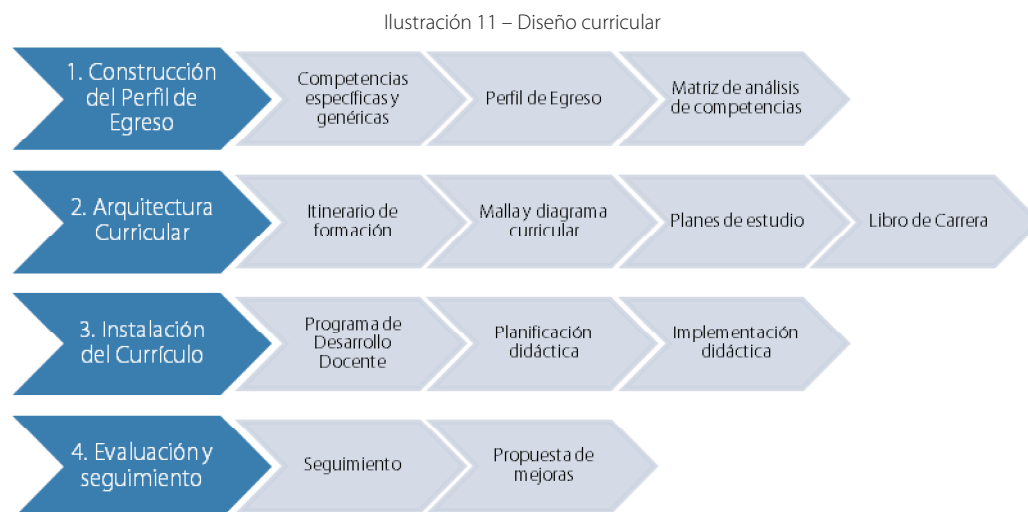 Ilustración 11 – Diseño curricular
1. Construcción
del Perfil de
Egreso
Competencias
específicas y
genéricas
Perfil de Egreso
Matriz de análisis
de competencias
2. Arquitectura
Curricular
Itinerario de
formación
Malla y diagrama
curricular
Planes de estudio
Libro de Carrera
3. Instalación
del Currículo
Programa de
Desarrollo
Docente
Planificación
didáctica
Implementación
didáctica
4. Evaluación y
seguimiento
Seguimiento
Propuesta de
mejoras